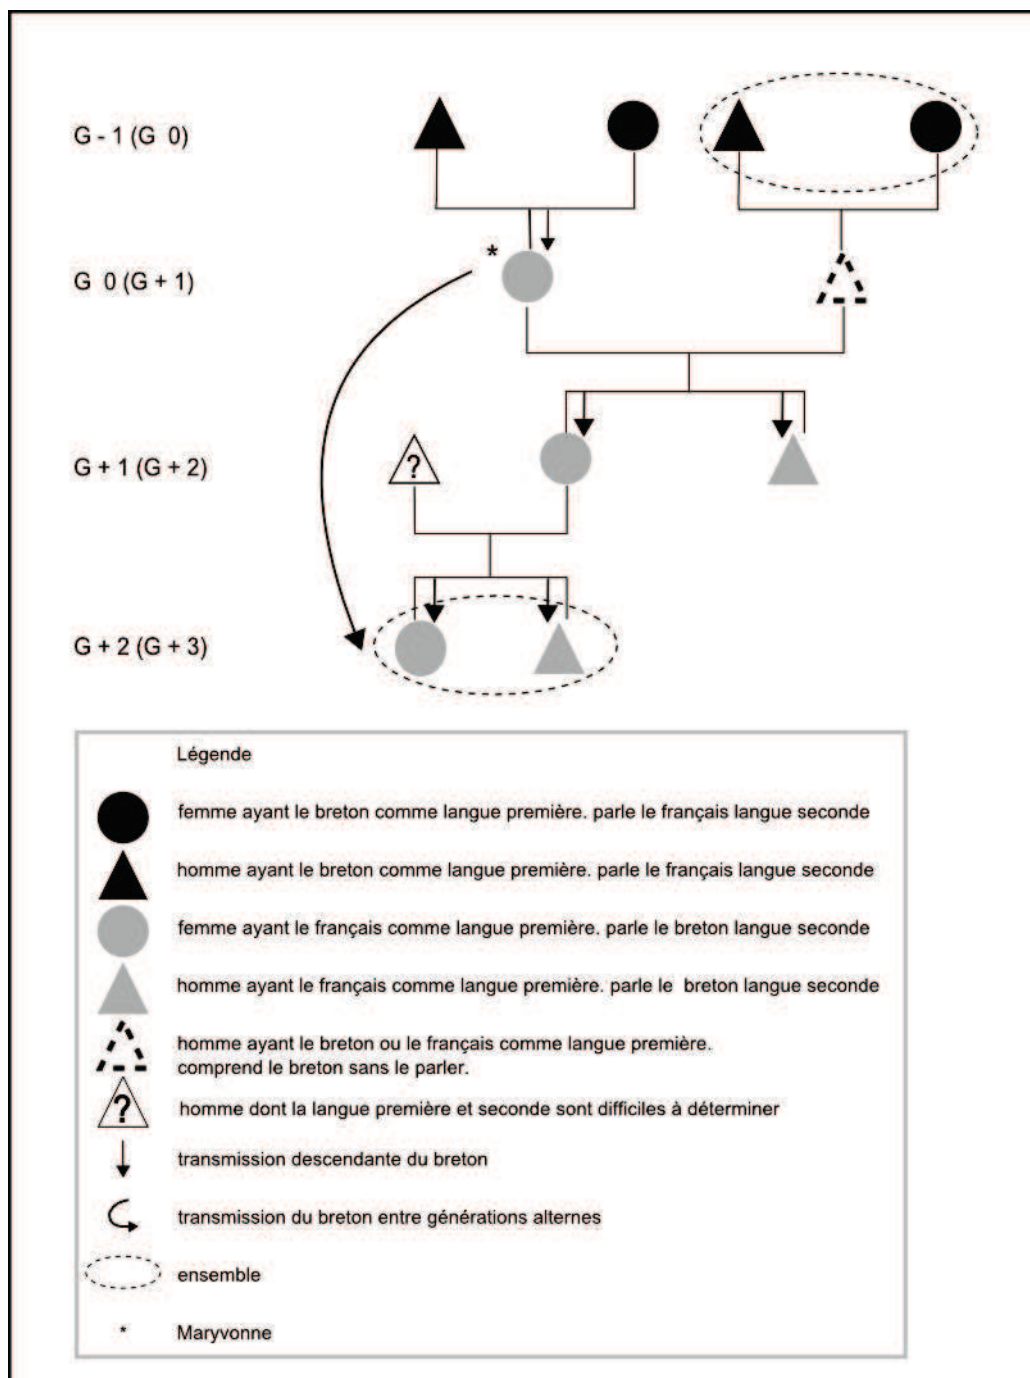 G - 1 (G 0)
*
G 0 (G + 1)
G + 1 (G + 2)
?
G + 2 (G + 3)
Légende
femme ayant le breton comme langue première. parle le français langue seconde
homme ayant le breton comme langue première. parle le français langue seconde
femme ayant le français comme langue première. parle le breton langue seconde
homme ayant le français comme langue première. parle le breton langue seconde
homme ayant le breton ou le français comme langue première.
comprend le breton sans le parler.
? homme dont la langue première et seconde sont difficiles à déterminer
transmission descendante du breton
transmission du breton entre générations alternes
ensemble
* Maryvonne